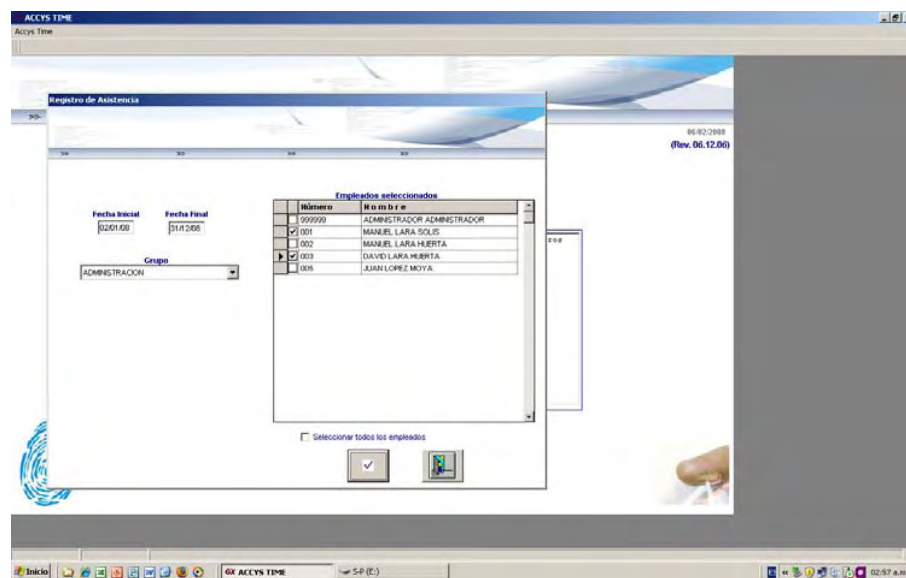 ACCYS TIME
Accys Time
Registro de Asistencia
06/02/2008
(Rev. 06.12.06)
Empleados seleccionados
Fecha Inicial Fecha Final
02/01/08 31/12/08
Grupo
ADMINISTRACION
Número Nombre
999999 ADMINISTRADOR ADMINISTRADOR
001 MANUEL LARA SOLIS
002 MANUEL LARA HUERTA
003 DAVID LARA HUERTA
005 JUAN LOPEZ MOYA
Seleccionar todos los empleados
Inicio GX ACCYS TIME S-P (E:) 02:57 a.m.